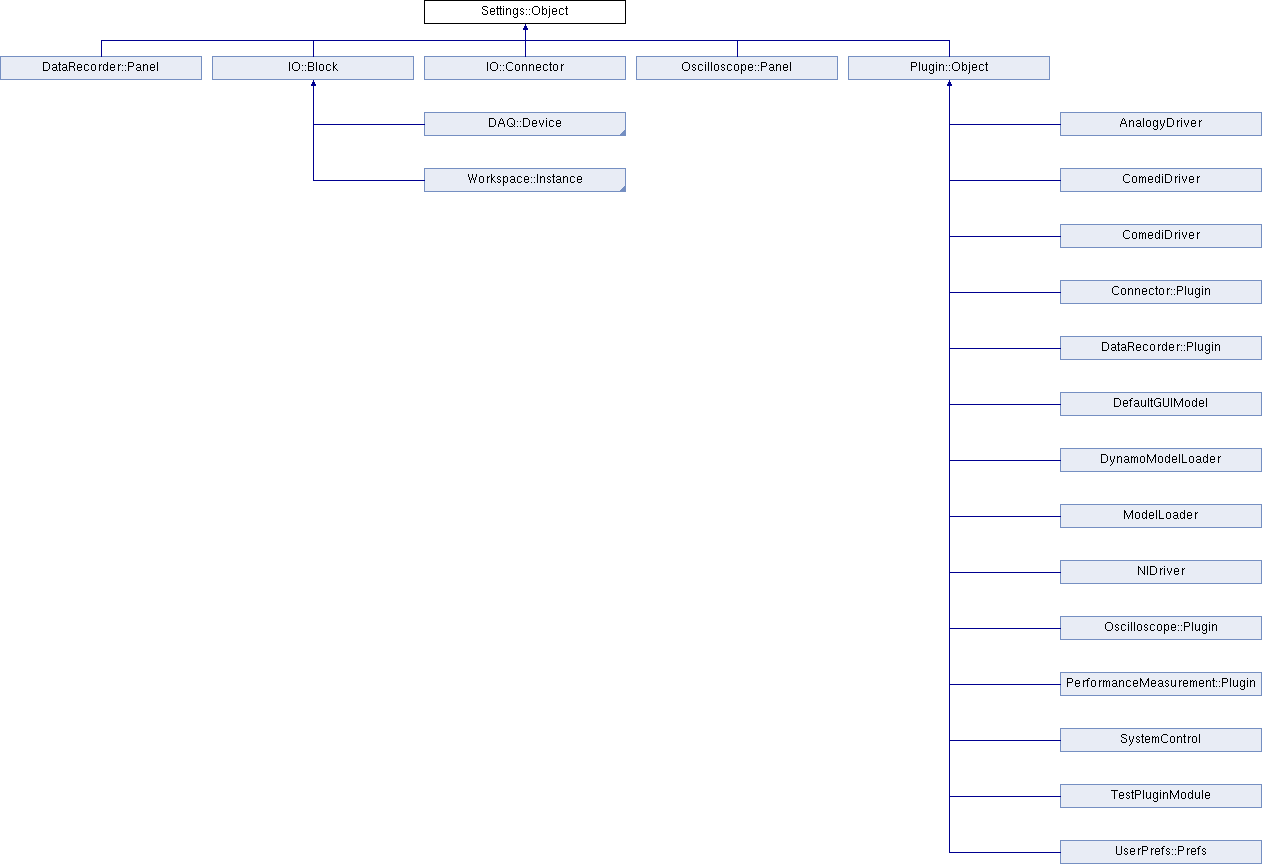 Settings::Object
DataRecorder::Panel
IO::Block
IO::Connector
Oscilloscope::Panel
Plugin::Object
DAQ::Device
AnalogyDriver
Workspace::Instance
ComediDriver
ComediDriver
Connector::Plugin
DataRecorder::Plugin
DefaultGUIModel
DynamoModelLoader
ModelLoader
NIDriver
Oscilloscope::Plugin
PerformanceMeasurement::Plugin
SystemControl
TestPluginModule
UserPrefs::Prefs